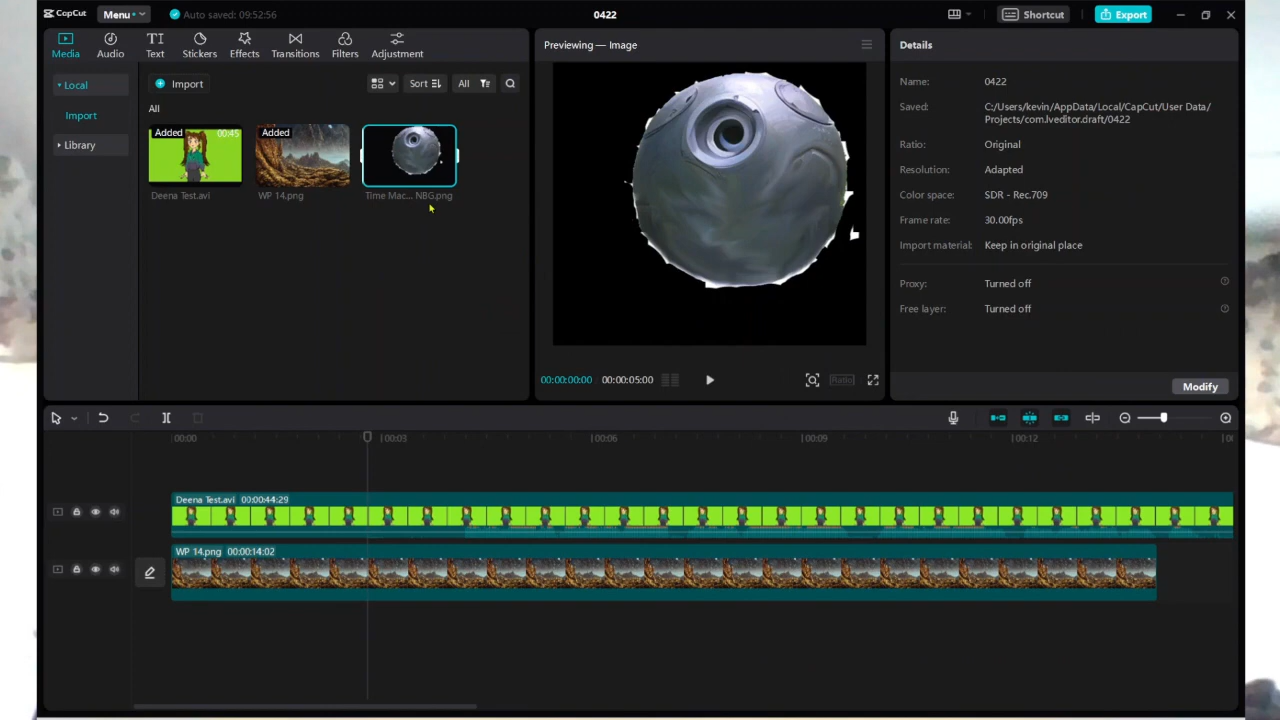 CapCut Menu Auto saved: 09:52:56 0422 Shortcut Export
Media Audio Text Stickers Effects Transitions Filters Adjustment
Local
Import
Library
Import Sort All
All
Added 00:45
Added
Deena Test.avi WP 14.png Time Mac... NBG.png
Previewing — Image
00:00:00:00 00:00:05:00 Ratio
Details
Name: 0422
Saved: C:/Users/kevin/AppData/Local/CapCut/User Data/
Projects/com.lveditor.draft/0422
Ratio: Original
Resolution: Adapted
Color space: SDR - Rec.709
Frame rate: 30.00fps
Import material: Keep in original place
Proxy: Turned off
Free layer: Turned off
Modify
00:00 00:03 00:06 00:09 00:12
Deena Test.avi 00:00:44:29
WP 14.png 00:00:14:02